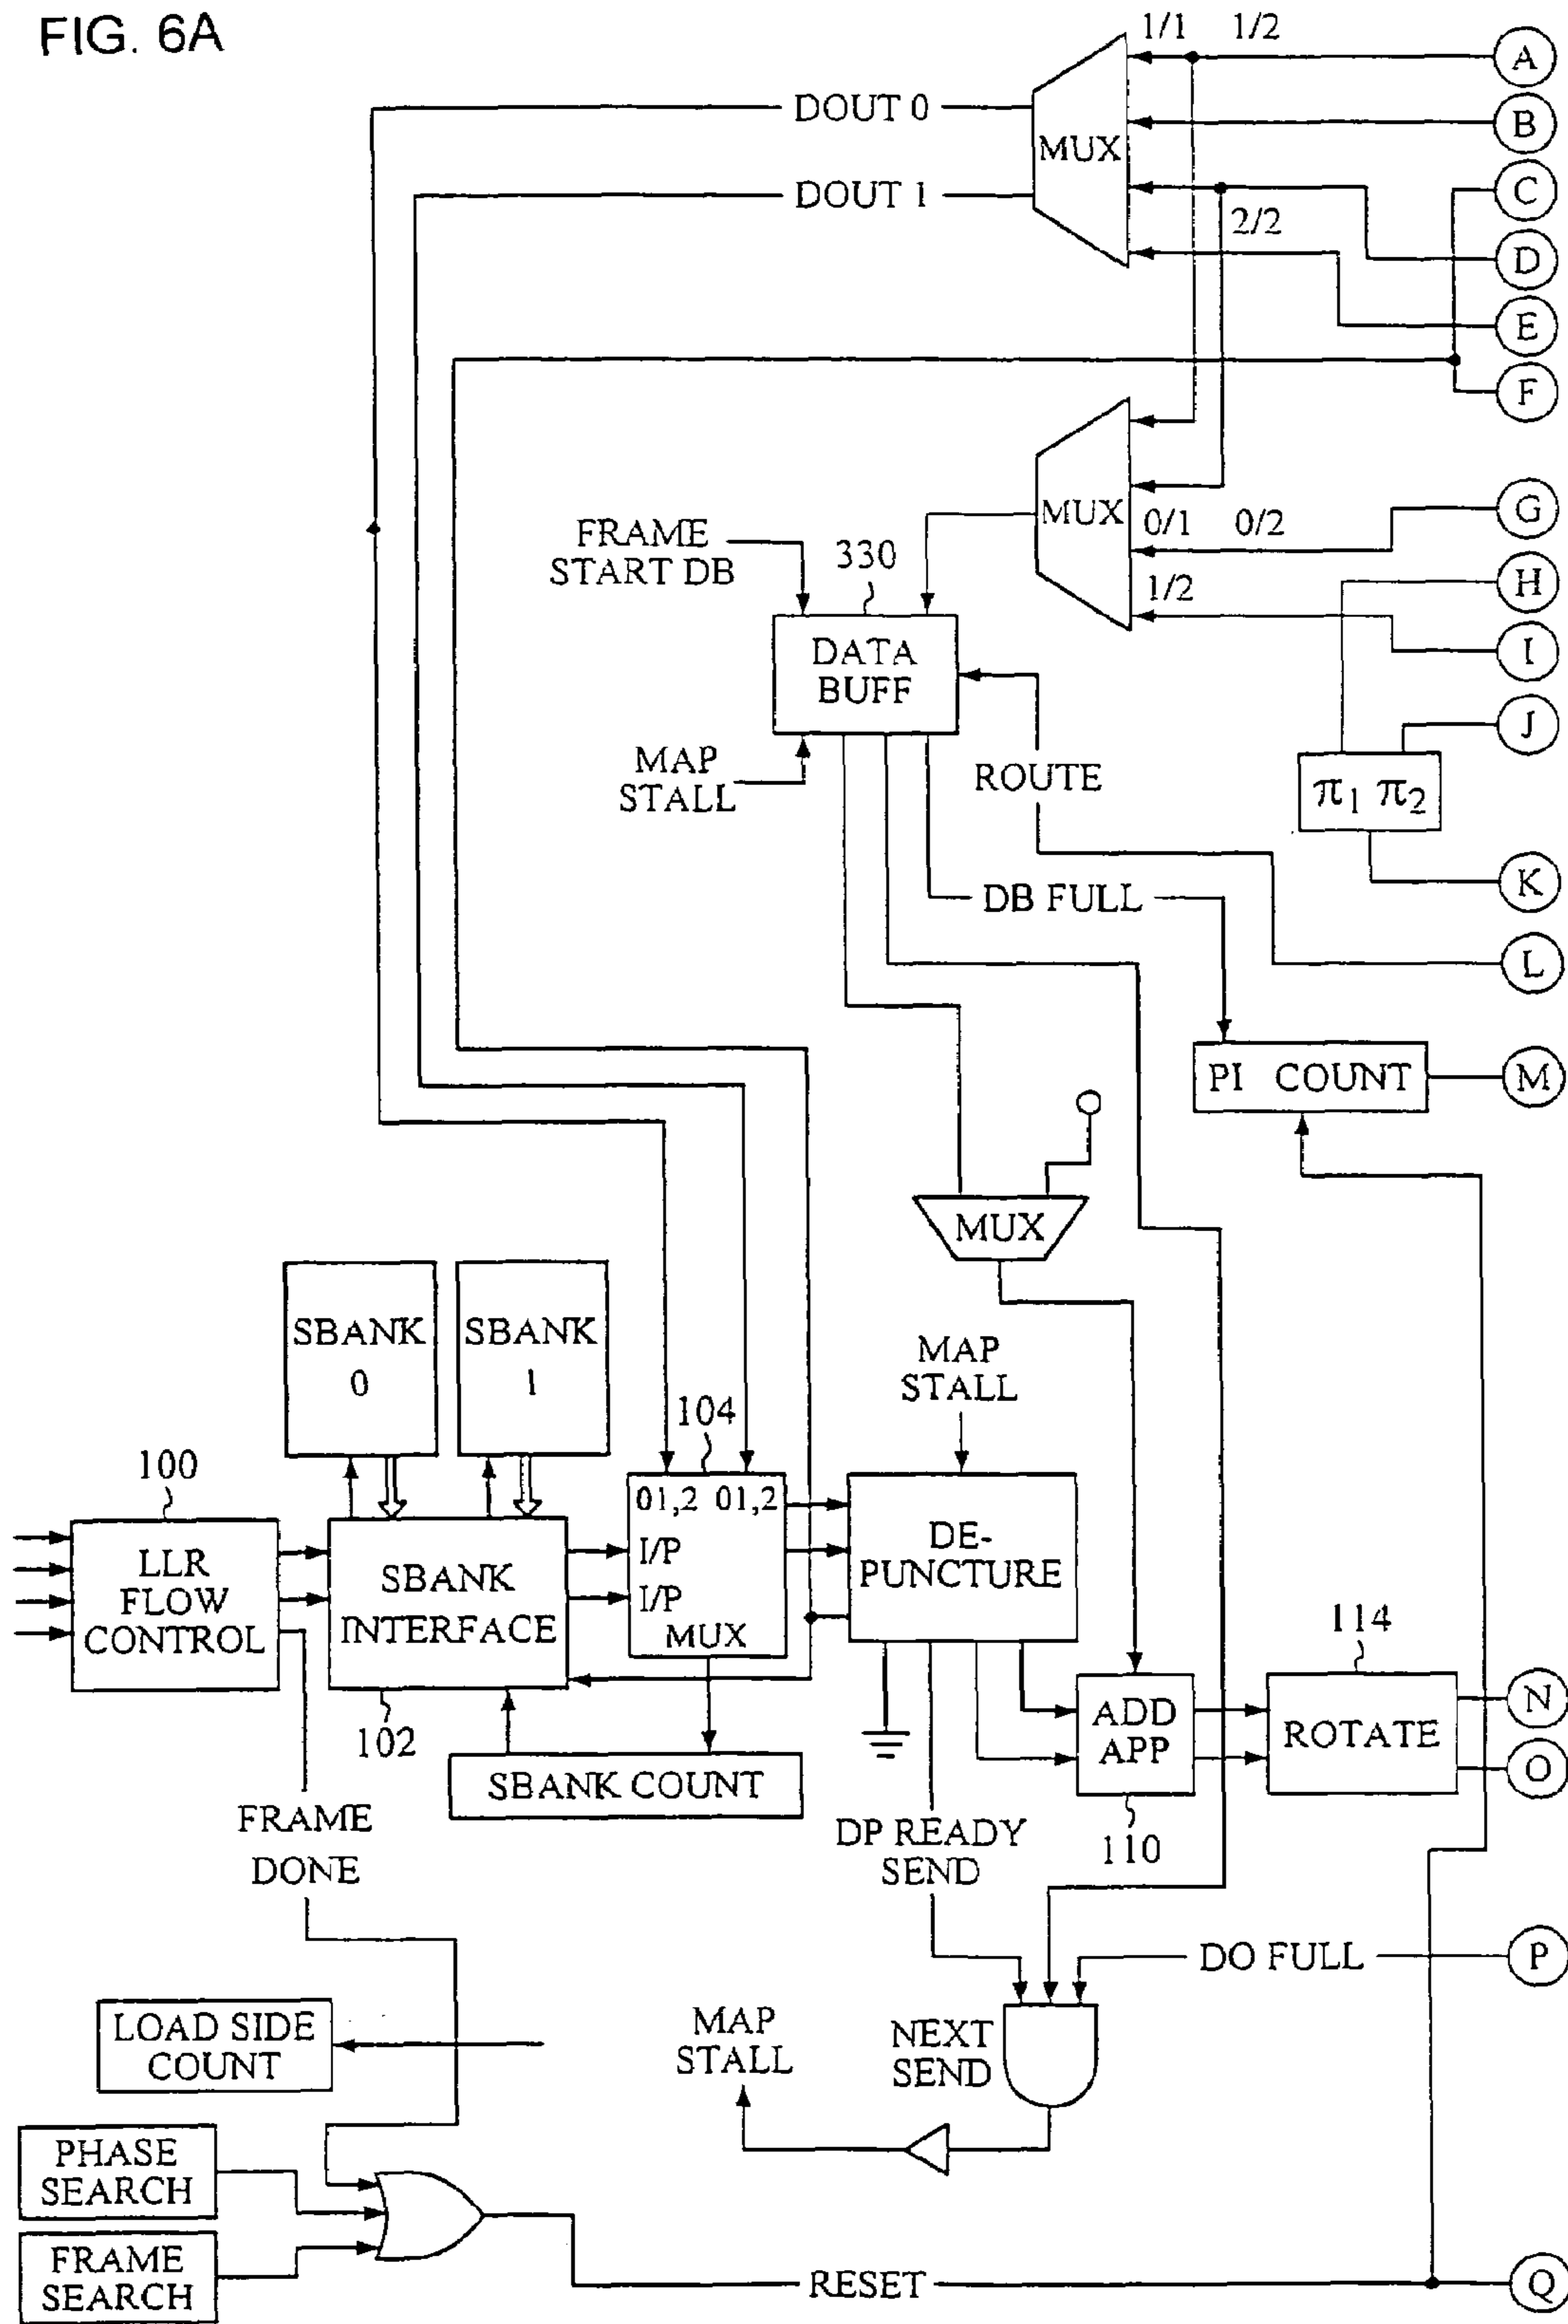 FIG. 6A
1/1 1/2
A
DOUT 0
B
MUX
C
DOUT 1
2/2
D
E
F
MUX
G
0/1 0/2
FRAME
START DB
330
H
1/2
I
DATA
BUFF
J
MAP
STALL
ROUTE
π1 π2
K
DB FULL
L
PI COUNT
M
MUX
SBANK
0
SBANK
1
MAP
STALL
104
100
01,2 01,2
LLR
FLOW
CONTROL
SBANK
INTERFACE
I/P
I/P
MUX
DE-
PUNCTURE
114
102
ADD
APP
ROTATE
N
O
SBANK COUNT
FRAME
DONE
DP READY
SEND
110
DO FULL
P
LOAD SIDE
COUNT
MAP
STALL
NEXT
SEND
PHASE
SEARCH
FRAME
SEARCH
RESET
Q